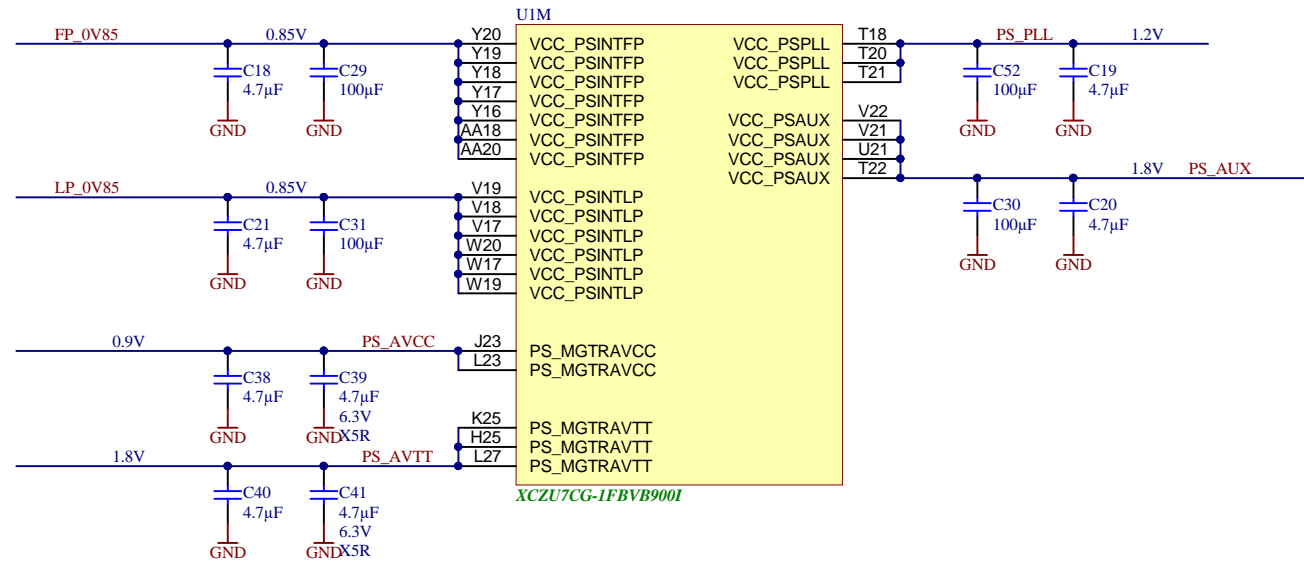 U1M
FP_0V85 0.85V Y20 VCC_PSINTFP VCC_PSPLL T18 PS_PLL 1.2V
Y19 VCC_PSINTFP VCC_PSPLL T20
C18 C29 Y18 VCC_PSINTFP VCC_PSPLL T21 C52 C19
4.7µF 100µF Y17 VCC_PSINTFP 100µF 4.7µF
Y16 VCC_PSINTFP VCC_PSAUX V22
GND GND AA18 VCC_PSINTFP VCC_PSAUX V21 GND GND
AA20 VCC_PSINTFP VCC_PSAUX U21
VCC_PSAUX T22 1.8V PS_AUX
LP_0V85 0.85V V19 VCC_PSINTLP
V18 VCC_PSINTLP C30 C20
C21 C31 V17 VCC_PSINTLP 100µF 4.7µF
4.7µF 100µF W20 VCC_PSINTLP
W17 VCC_PSINTLP GND GND
GND GND W19 VCC_PSINTLP
0.9V PS_AVCC J23 PS_MGTRAVCC
L23 PS_MGTRAVCC
C38 C39
4.7µF 4.7µF
6.3V
GND GND X5R K25 PS_MGTRAVTT
H25 PS_MGTRAVTT
1.8V PS_AVTT L27 PS_MGTRAVTT
C40 C41 XCZU7CG-1FBVB900I
4.7µF 4.7µF
6.3V
GND GND X5R